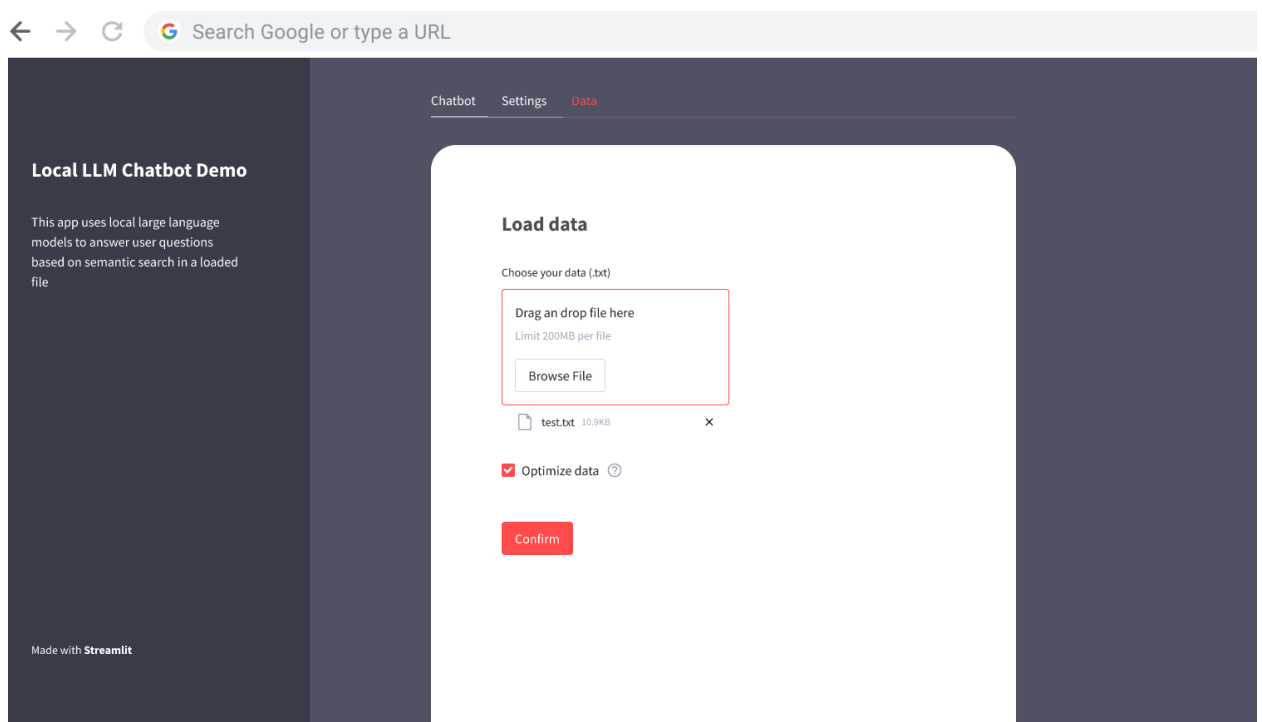 Search Google or type a URL
Chatbot Settings Data
Local LLM Chatbot Demo
This app uses local large language
models to answer user questions
based on semantic search in a loaded
file
Load data
Choose your data (.txt)
Drag an drop file here
Limit 200MB per file
Browse File
test.txt 10.9KB
Optimize data ?
Confirm
Made with Streamlit